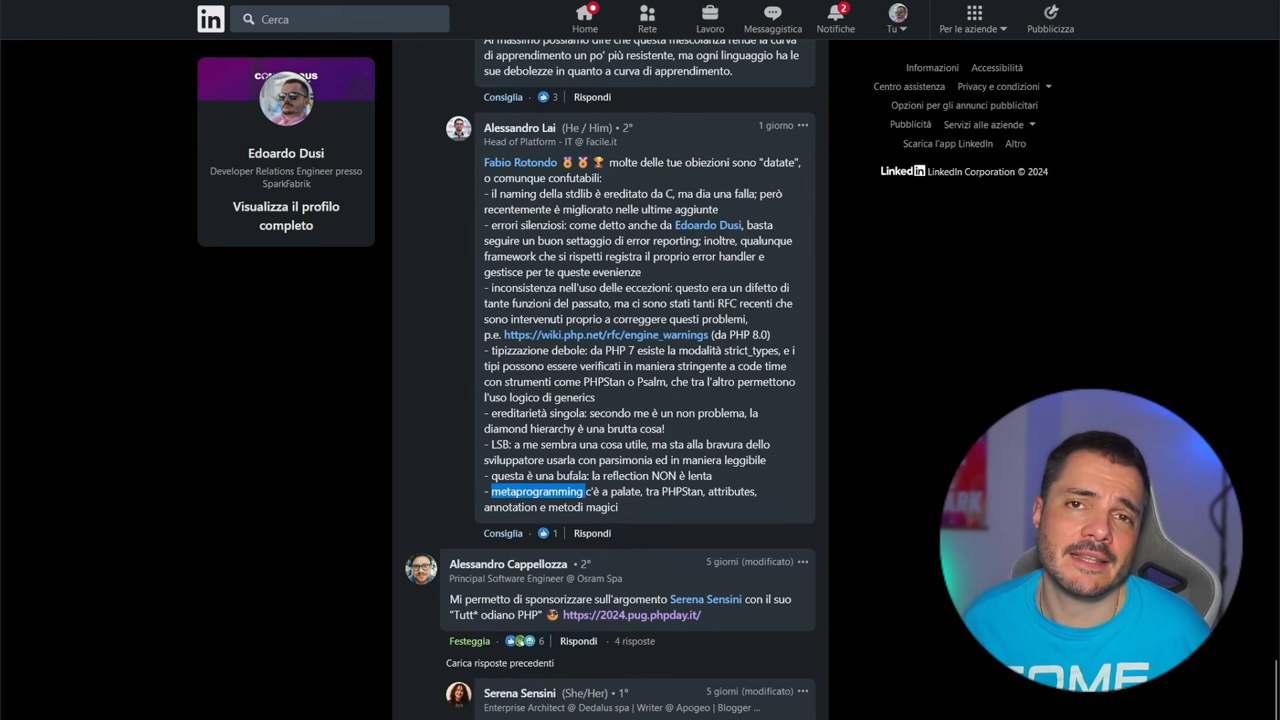 in
Cerca
Home
Rete
Lavoro
Messaggistica
2
Notifiche
Tu
Per le aziende
Pubblicizza
Edoardo Dusi
Developer Relations Engineer presso
SparkFabrik
Visualizza il profilo
completo
Al massimo possiamo dire che questa mescolanza rende la curva
di apprendimento un po' più resistente, ma ogni linguaggio ha le
sue debolezze in quanto a curva di apprendimento.
Consiglia · 3 | Rispondi
Alessandro Lai (He / Him) • 2°
1 giorno
Head of Platform - IT @ Facile.it
Fabio Rotondo 🏅🏅🏆 molte delle tue obiezioni sono "datate",
o comunque confutabili:
- il naming della stdlib è ereditato da C, ma dia una falla; però
recentemente è migliorato nelle ultime aggiunte
- errori silenziosi: come detto anche da Edoardo Dusi, basta
seguire un buon settaggio di error reporting; inoltre, qualunque
framework che si rispetti registra il proprio error handler e
gestisce per te queste evenienze
- inconsistenza nell'uso delle eccezioni: questo era un difetto di
tante funzioni del passato, ma ci sono stati tanti RFC recenti che
sono intervenuti proprio a correggere questi problemi,
p.e. https://wiki.php.net/rfc/engine_warnings (da PHP 8.0)
- tipizzazione debole: da PHP 7 esiste la modalità strict_types, e i
tipi possono essere verificati in maniera stringente a code time
con strumenti come PHPStan o Psalm, che tra l'altro permettono
l'uso logico di generics
- ereditarietà singola: secondo me è un non problema, la
diamond hierarchy è una brutta cosa!
- LSB: a me sembra una cosa utile, ma sta alla bravura dello
sviluppatore usarla con parsimonia ed in maniera leggibile
- questa è una bufala: la reflection NON è lenta
- metaprogramming c'è a palate, tra PHPStan, attributes,
annotation e metodi magici
Consiglia · 1 | Rispondi
Alessandro Cappellozza • 2°
5 giorni (modificato)
Principal Software Engineer @ Osram Spa
Mi permetto di sponsorizzare sull'argomento Serena Sensini con il suo
"Tutt* odiano PHP" 😎 https://2024.pug.phpday.it/
Festeggia · 6 | Rispondi · 4 risposte
Carica risposte precedenti
Serena Sensini (She/Her) • 1°
5 giorni (modificato)
Enterprise Architect @ Dedalus spa | Writer @ Apogeo | Blogger ...
Informazioni Accessibilità
Centro assistenza Privacy e condizioni
Opzioni per gli annunci pubblicitari
Pubblicità Servizi alle aziende
Scarica l'app LinkedIn Altro
Linked in LinkedIn Corporation © 2024